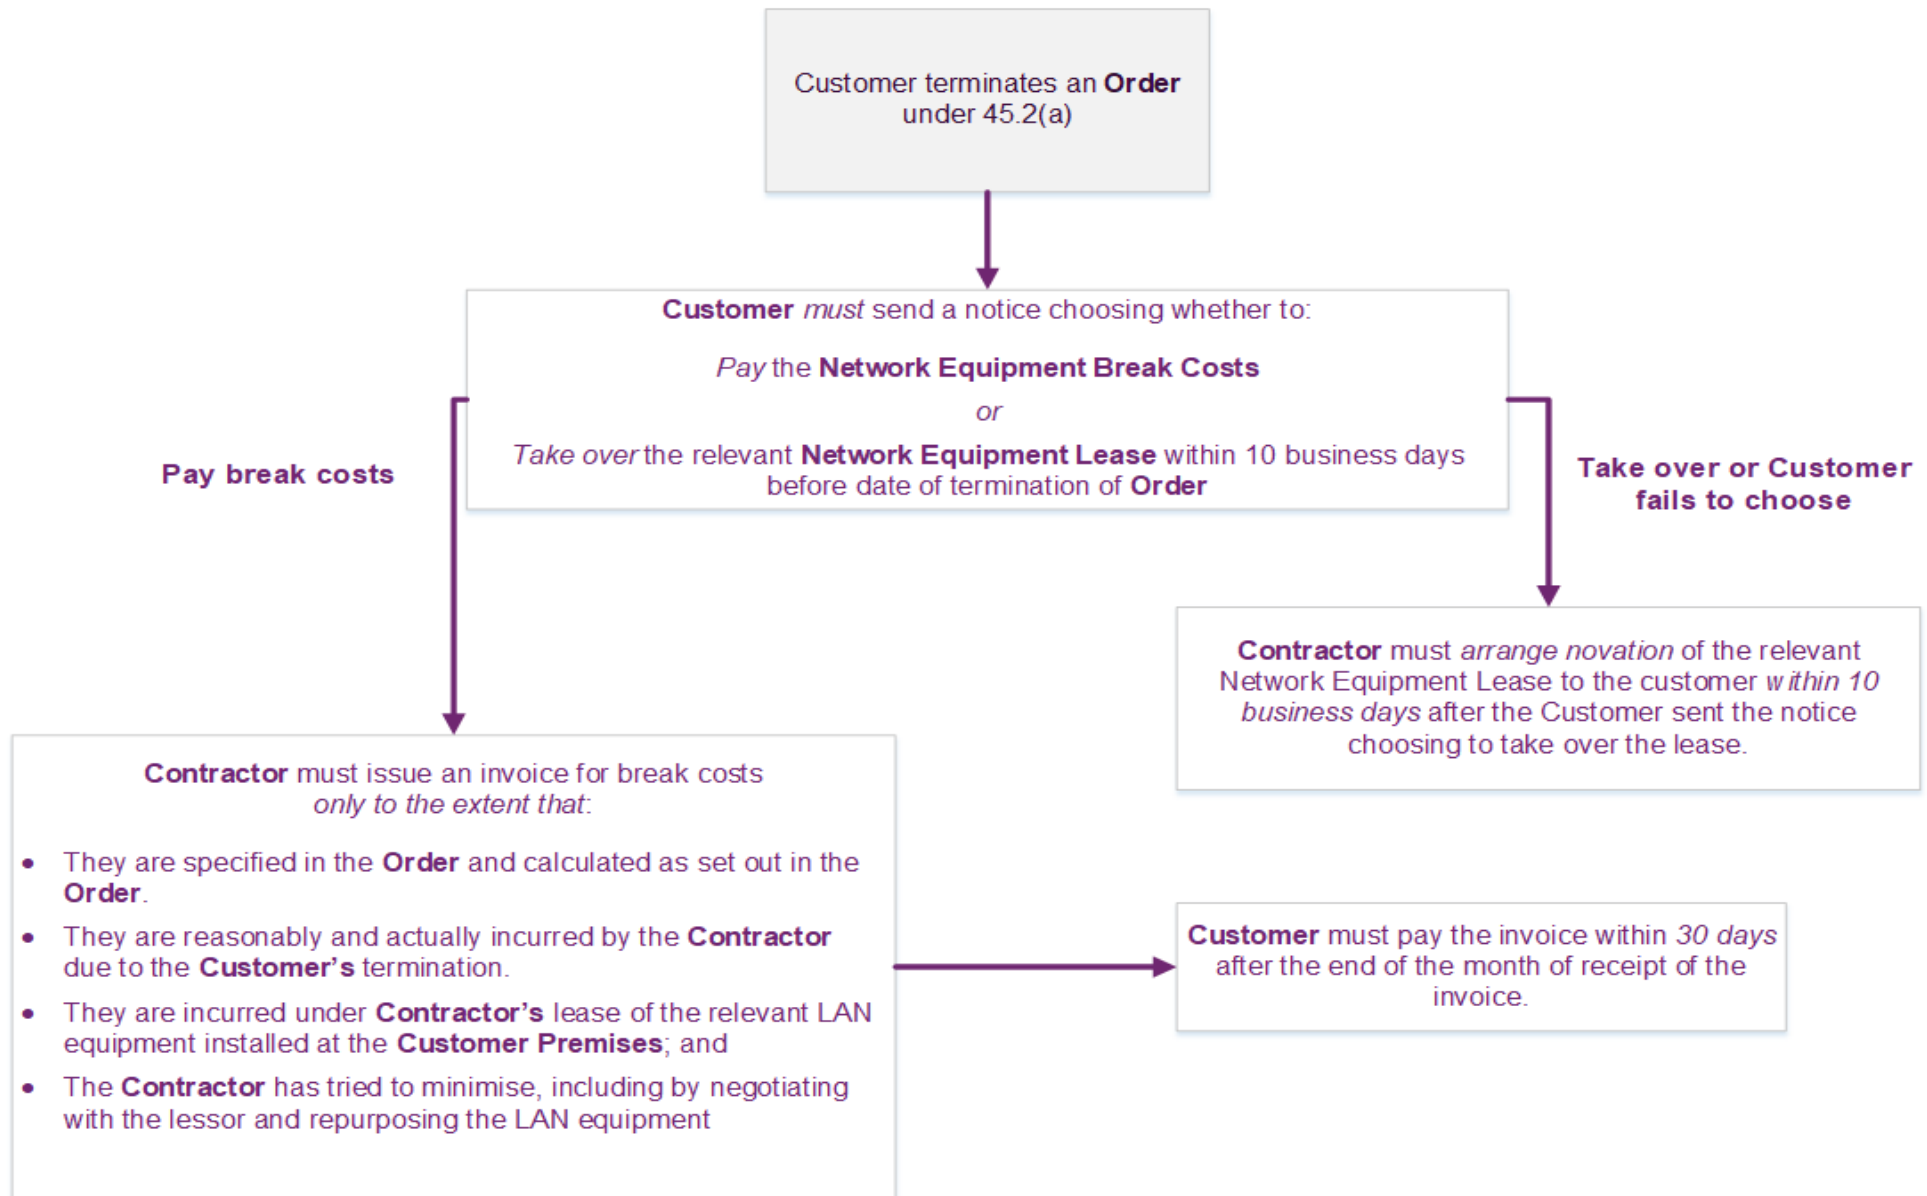 Customer terminates an Order
under 45.2(a)
Customer must send a notice choosing whether to:
Pay the Network Equipment Break Costs
or
Take over the relevant Network Equipment Lease within 10 business days
before date of termination of Order
Pay break costs
Take over or Customer
fails to choose
Contractor must arrange novation of the relevant
Network Equipment Lease to the customer within 10
business days after the Customer sent the notice
choosing to take over the lease.
Contractor must issue an invoice for break costs
only to the extent that:
• They are specified in the Order and calculated as set out in the
Order.
• They are reasonably and actually incurred by the Contractor
due to the Customer's termination.
• They are incurred under Contractor's lease of the relevant LAN
equipment installed at the Customer Premises; and
• The Contractor has tried to minimise, including by negotiating
with the lessor and repurposing the LAN equipment
Customer must pay the invoice within 30 days
after the end of the month of receipt of the
invoice.